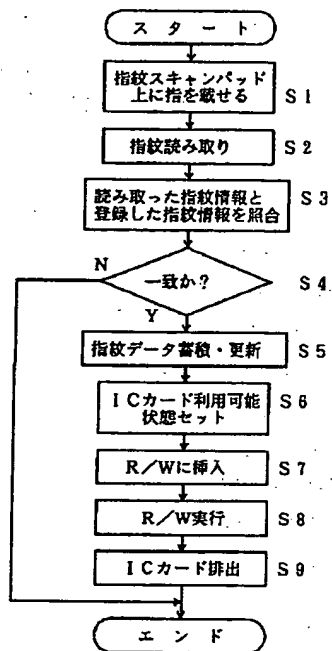 スタート
指紋スキャンパッド
上に指を載せる
S1
指紋読み取り
S2
読み取った指紋情報と
登録した指紋情報を照合
S3
N
一致か?
S4
Y
指紋データ蓄積・更新
S5
ICカード利用可能
状態セット
S6
R/Wに挿入
S7
R/W実行
S8
ICカード排出
S9
エンド